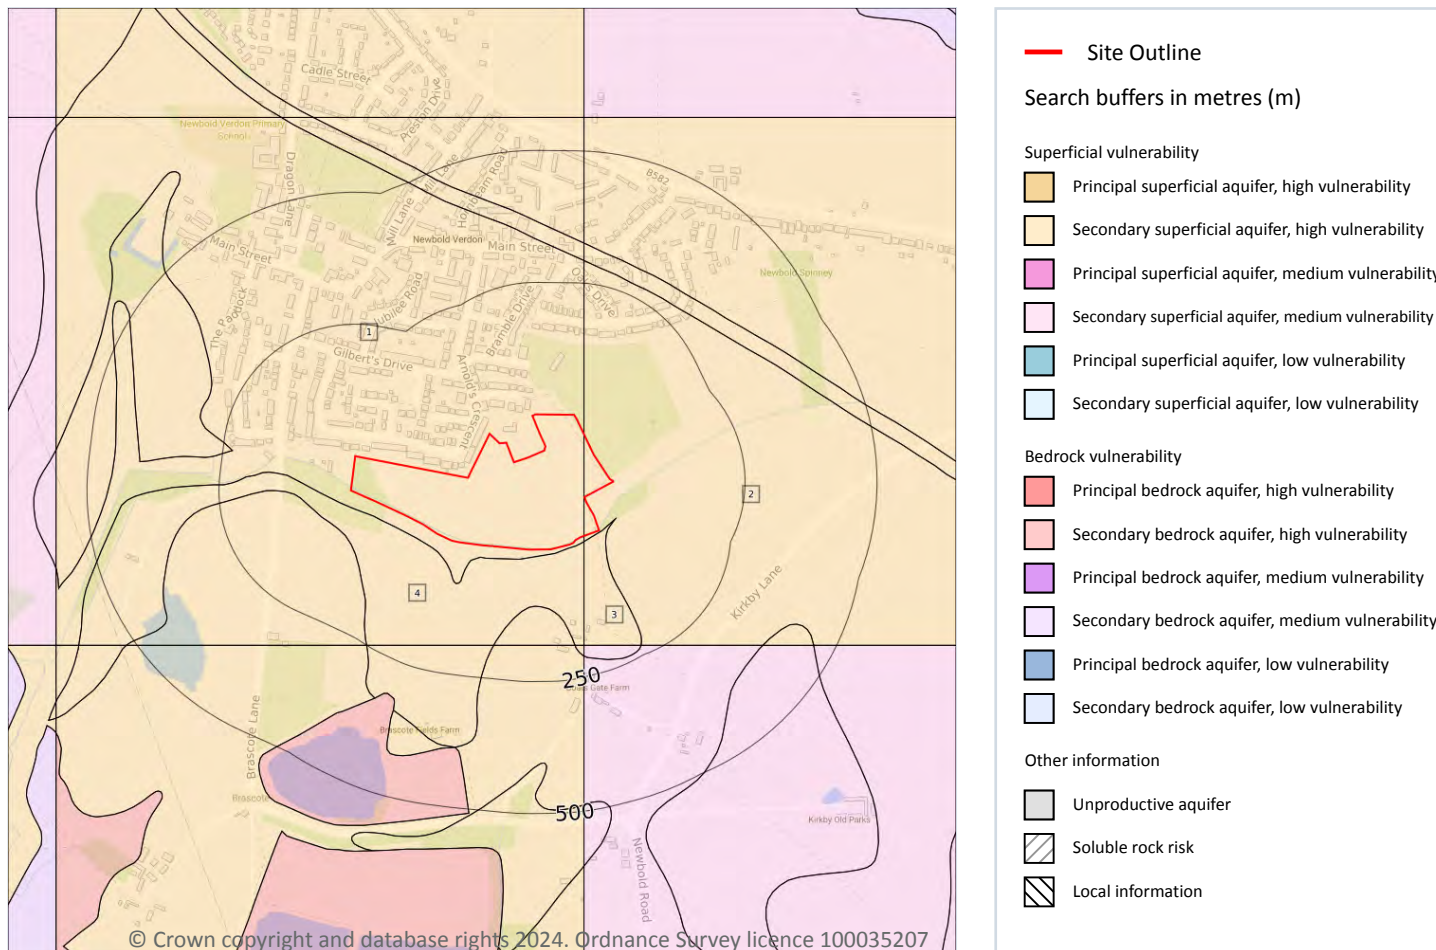 Cadle Street
Preston Drive
Newbold Verdon Primary
School
Dragon Lane
Mill Lane
Mill Lane
Hornbeam Road
B582
Main Street
Newbold Verdon
Main Street
Newbold Spinney
The Paddock
Jubilee Road
Bramble Drive
1
Gilbert's Drive
Arnold's Crescent
2
Kirkby Lane
4
3
250
Gate Farm
Brascote Lane
Brascote Fields Farm
Brascote
500
Kirkby Old Parks
Newbold Road
© Crown copyright and database rights 2024. Ordnance Survey licence 100035207
Site Outline
Search buffers in metres (m)
Superficial vulnerability
Principal superficial aquifer, high vulnerability
Secondary superficial aquifer, high vulnerability
Principal superficial aquifer, medium vulnerability
Secondary superficial aquifer, medium vulnerability
Principal superficial aquifer, low vulnerability
Secondary superficial aquifer, low vulnerability
Bedrock vulnerability
Principal bedrock aquifer, high vulnerability
Secondary bedrock aquifer, high vulnerability
Principal bedrock aquifer, medium vulnerability
Secondary bedrock aquifer, medium vulnerability
Principal bedrock aquifer, low vulnerability
Secondary bedrock aquifer, low vulnerability
Other information
Unproductive aquifer
Soluble rock risk
Local information